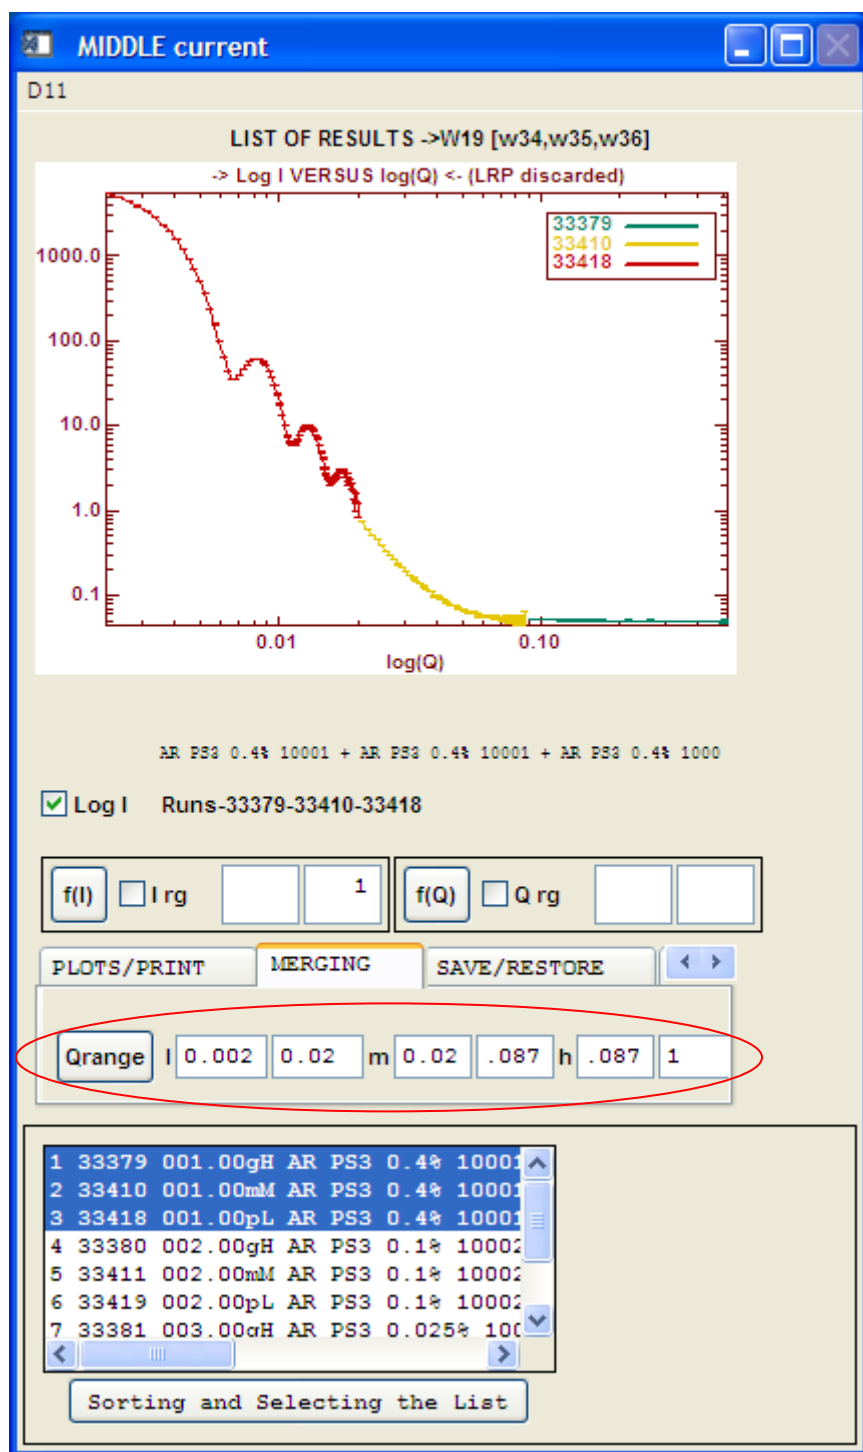 MIDDLE current
D11
LIST OF RESULTS ->W19 [w34,w35,w36]
-> Log I VERSUS log(Q) <- (LRP discarded)
33379
33410
33418
1000.0
100.0
10.0
1.0
0.1
0.01 0.10
log(Q)
AR PS3 0.4% 10001 + AR PS3 0.4% 10001 + AR PS3 0.4% 1000
Log I Runs-33379-33410-33418
f(I) I rg 1 f(Q) Q rg
PLOTS/PRINT MERGING SAVE/RESTORE
Qrange l 0.002 0.02 m 0.02 .087 h .087 1
1 33379 001.00gH AR PS3 0.4% 10001
2 33410 001.00mM AR PS3 0.4% 10001
3 33418 001.00pL AR PS3 0.4% 10001
4 33380 002.00gH AR PS3 0.1% 10002
5 33411 002.00mM AR PS3 0.1% 10002
6 33419 002.00pL AR PS3 0.1% 10002
7 33381 003.00gH AR PS3 0.025% 100
Sorting and Selecting the List